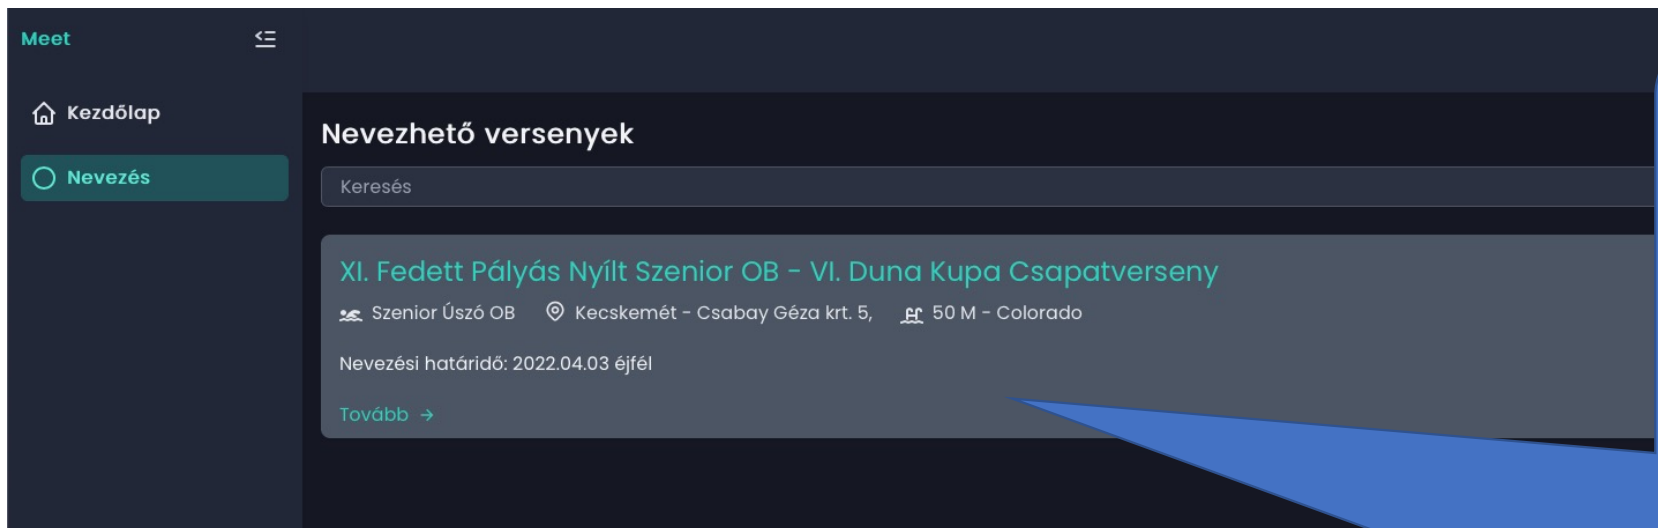 Meet
Kezdőlap
Nevezés
Nevezhető versenyek
Keresés
XI. Fedett Pályás Nyílt Szenior OB - VI. Duna Kupa Csapatverseny
Szenior Úszó OB Kecskemét - Csabay Géza krt. 5, 50 M - Colorado
Nevezési határidő: 2022.04.03 éjfél
Tovább →